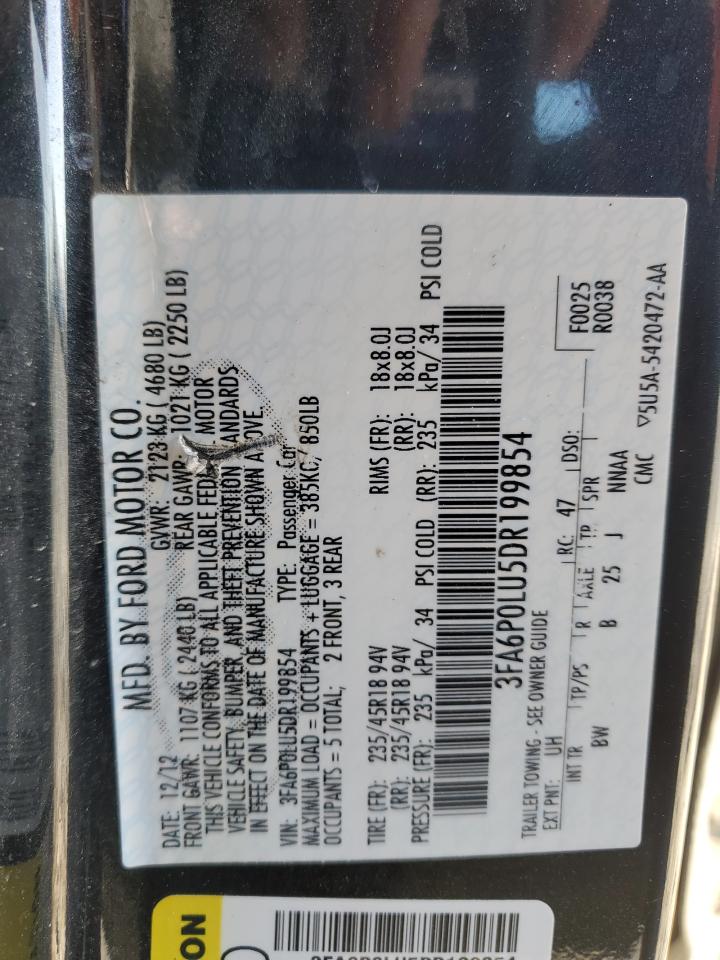 MFD. BY FORD MOTOR CO.
DATE: 12/12 GVWR: 2123 KG ( 4680 LB)
FRONT GAWR: 1107 KG ( 2440 LB) REAR GAWR: 1021 KG ( 2250 LB)
THIS VEHICLE CONFORMS TO ALL APPLICABLE FEDERAL MOTOR
VEHICLE SAFETY, BUMPER, AND THEFT PREVENTION STANDARDS
IN EFFECT ON THE DATE OF MANUFACTURE SHOWN ABOVE.
VIN: 3FA6P0LU5DR199854 TYPE: Passenger Car
MAXIMUM LOAD = OCCUPANTS + LUGGAGE = 385KG/ 850LB
OCCUPANTS = 5 TOTAL; 2 FRONT, 3 REAR
TIRE (FR): 235/45R18 94V RIMS (FR): 18x8.0J
(RR): 235/45R18 94V (RR): 18x8.0J
PRESSURE (FR): 235 kPa/ 34 PSI COLD (RR): 235 kPa/ 34 PSI COLD
3FA6P0LU5DR199854
TRAILER TOWING - SEE OWNER GUIDE
EXT PNT: UH RC: 47 DSO: F0025
R0038
INT TR TP/PS R AXLE TP SPR
BW B 25 J NNAA
CMC ▽5U5A-5420472-AA